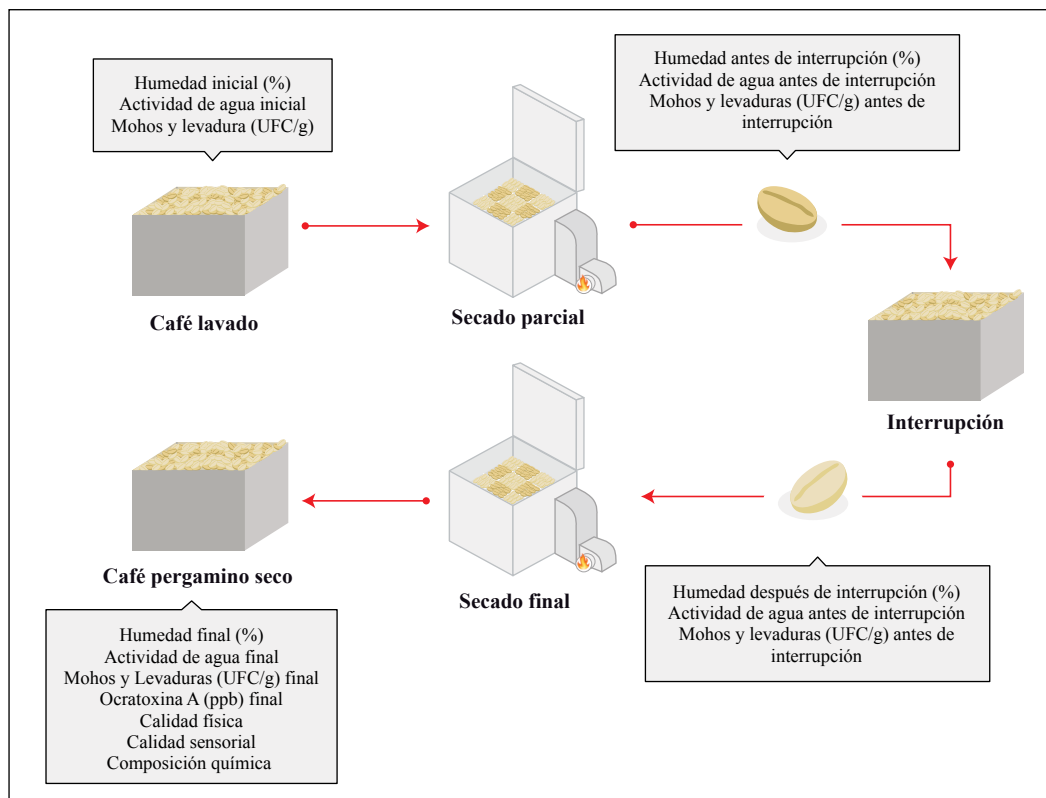 Humedad inicial (%)
Actividad de agua inicial
Mohos y levadura (UFC/g)
Humedad antes de interrupción (%)
Actividad de agua antes de interrupción
Mohos y levaduras (UFC/g) antes de
interrupción
Café lavado
Secado parcial
Interrupción
Café pergamino seco
Secado final
Humedad después de interrupción (%)
Actividad de agua antes de interrupción
Mohos y levaduras (UFC/g) antes de
interrupción
Humedad final (%)
Actividad de agua final
Mohos y Levaduras (UFC/g) final
Ocratoxina A (ppb) final
Calidad física
Calidad sensorial
Composición química